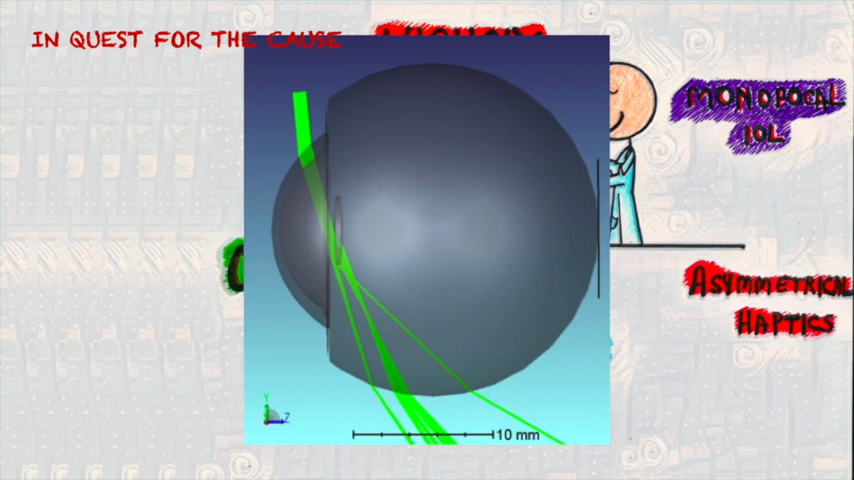 IN QUEST FOR THE CAUSE
MONOFOCAL
IOL
ASYMMETRICAL
HAPTICS
Y
Z
10 mm